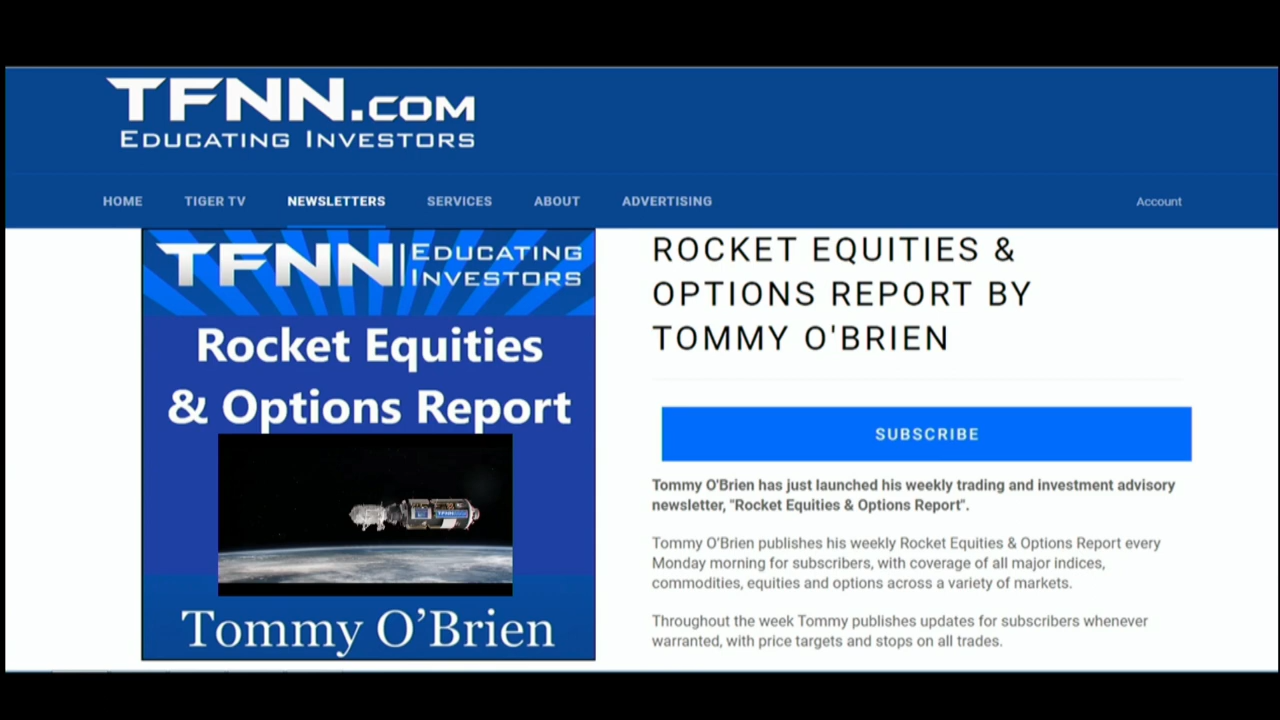 TFNN.COM
EDUCATING INVESTORS
HOME TIGER TV NEWSLETTERS SERVICES ABOUT ADVERTISING Account
TFNN EDUCATING
INVESTORS
Rocket Equities
& Options Report
TFNN
Tommy O’Brien
ROCKET EQUITIES &
OPTIONS REPORT BY
TOMMY O'BRIEN
SUBSCRIBE
Tommy O'Brien has just launched his weekly trading and investment advisory
newsletter, "Rocket Equities & Options Report".
Tommy O’Brien publishes his weekly Rocket Equities & Options Report every
Monday morning for subscribers, with coverage of all major indices,
commodities, equities and options across a variety of markets.
Throughout the week Tommy publishes updates for subscribers whenever
warranted, with price targets and stops on all trades.